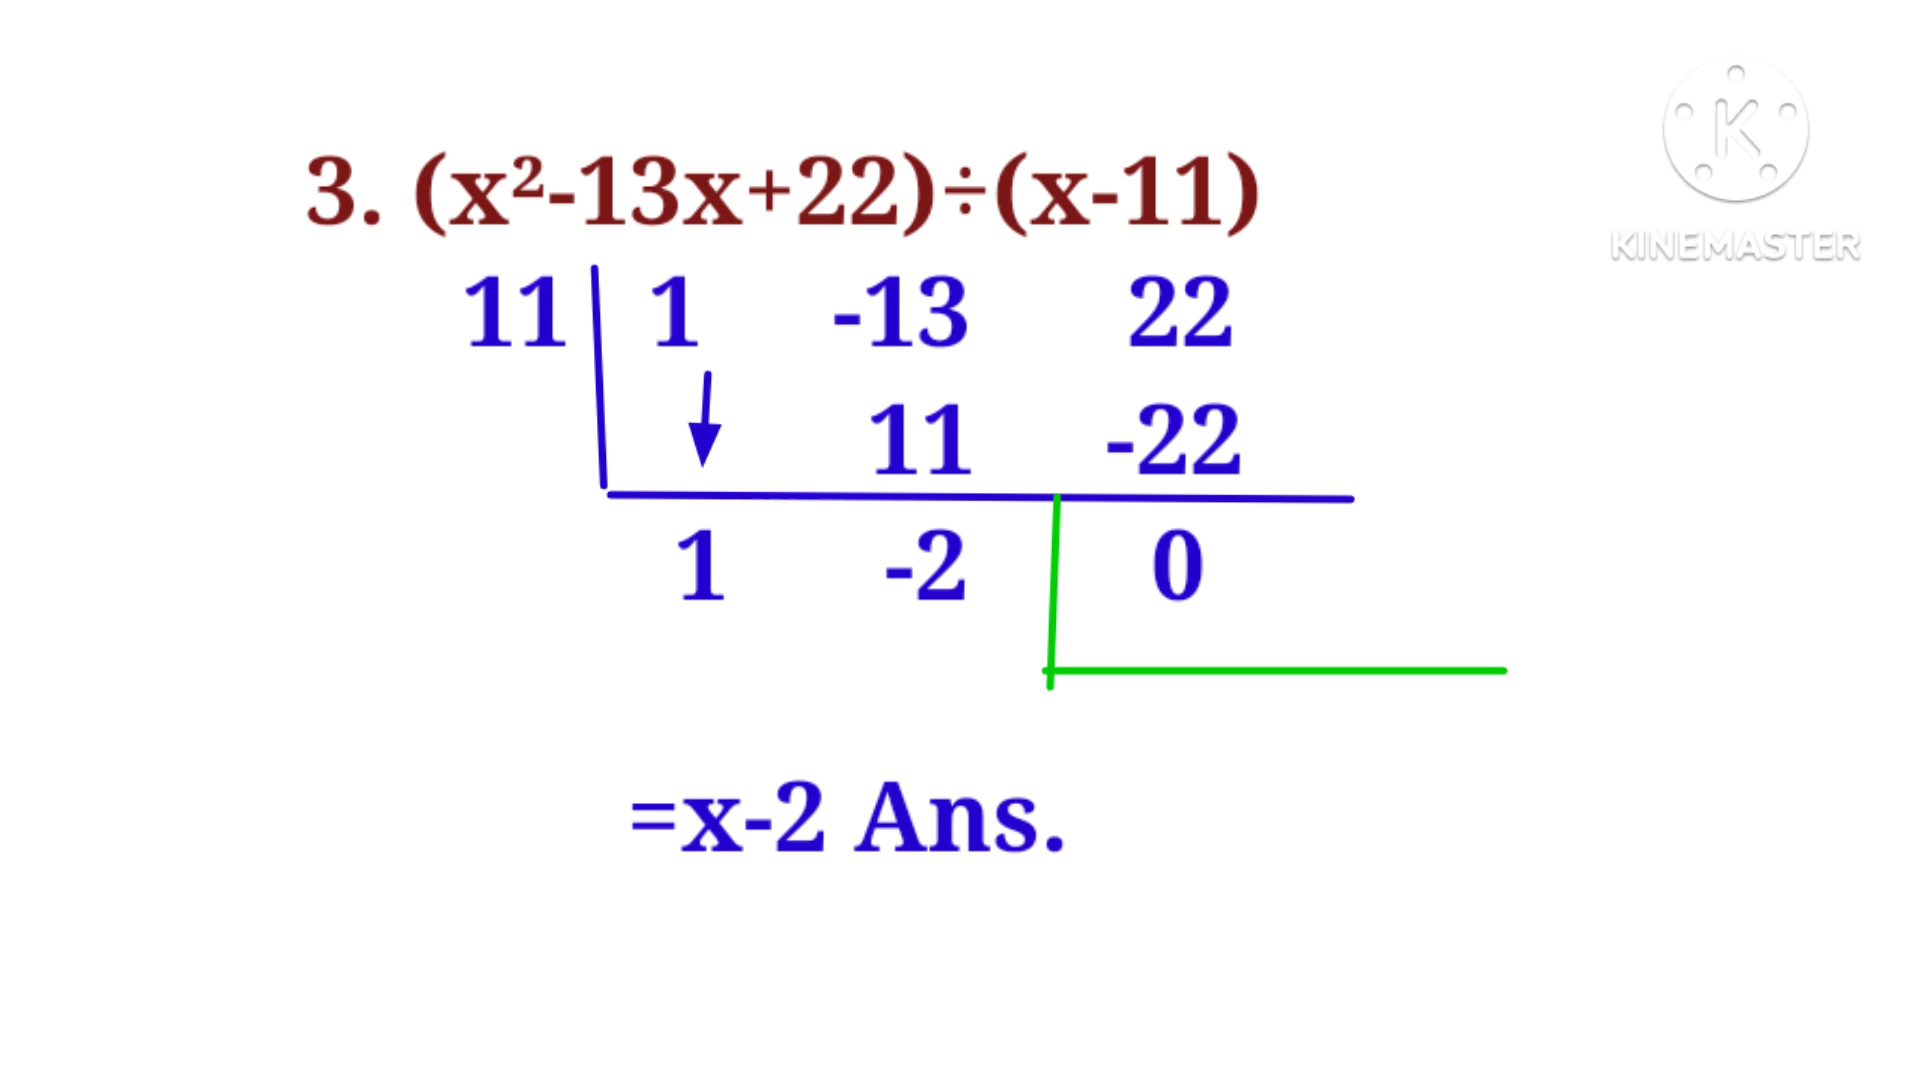 3. (x²-13x+22)÷(x-11)
11 1 -13 22
11 -22
1 -2 0
=x-2 Ans.
K
KINEMASTER